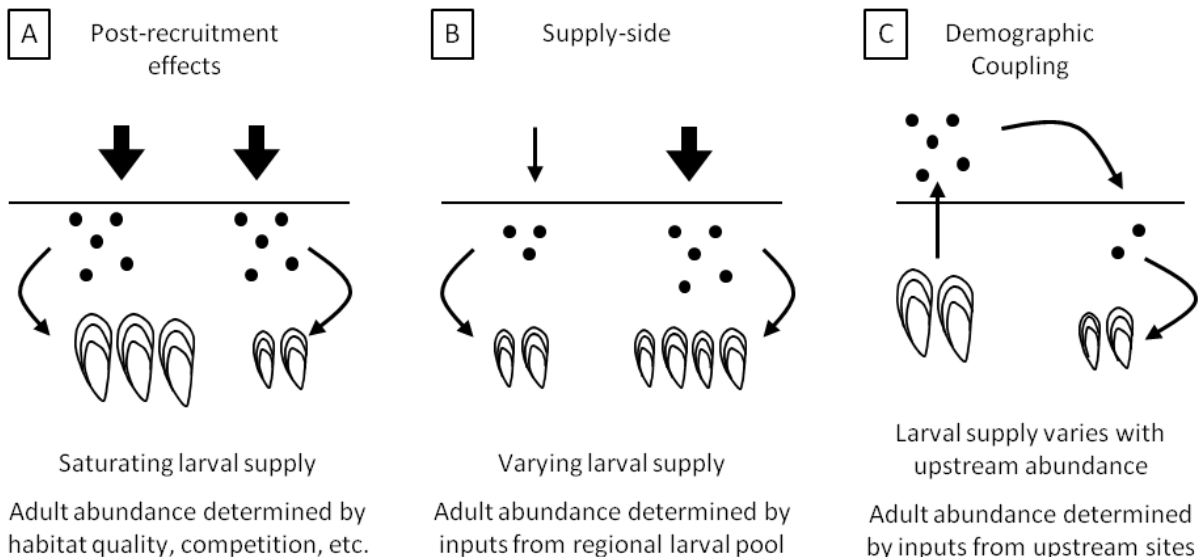 A
Post-recruitment
effects
Saturating larval supply
Adult abundance determined by
habitat quality, competition, etc.
B
Supply-side
Varying larval supply
Adult abundance determined by
inputs from regional larval pool
C
Demographic
Coupling
Larval supply varies with
upstream abundance
Adult abundance determined
by inputs from upstream sites